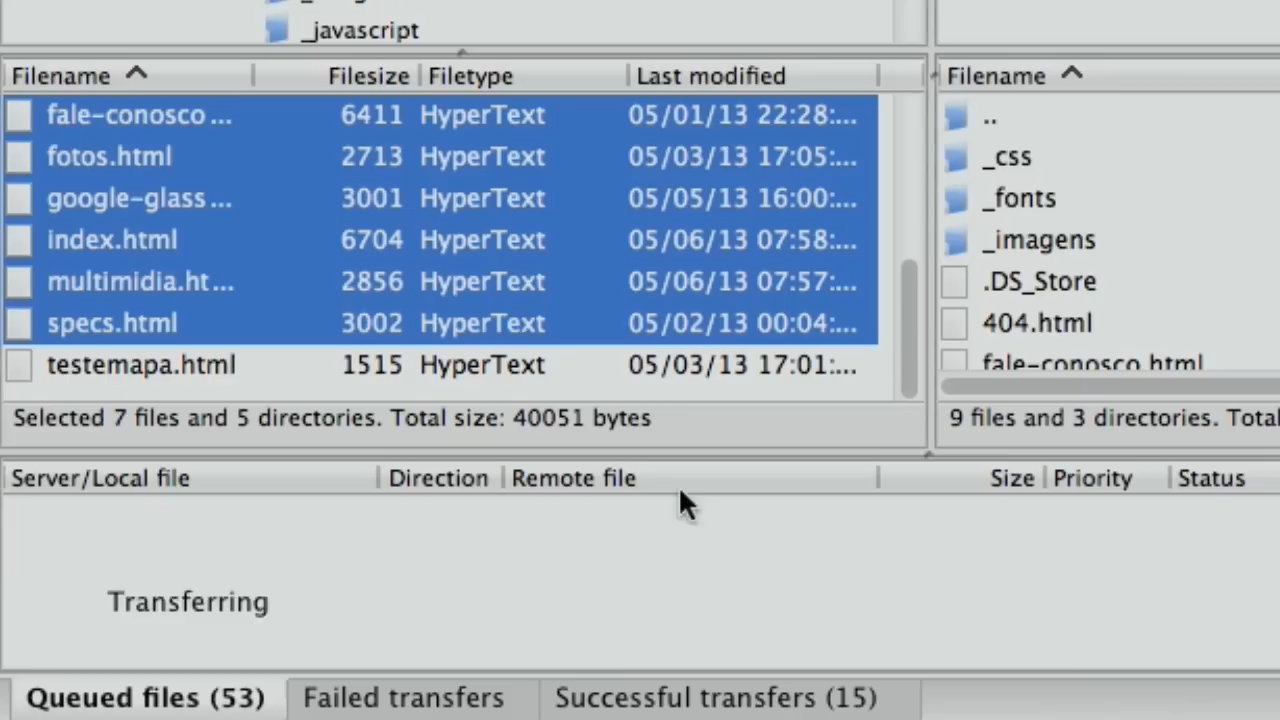 _javascript
Filename Filesize Filetype Last modified
fale-conosco ... 6411 HyperText 05/01/13 22:28:...
fotos.html 2713 HyperText 05/03/13 17:05:...
google-glass ... 3001 HyperText 05/05/13 16:00:...
index.html 6704 HyperText 05/06/13 07:58:...
multimidia.ht... 2856 HyperText 05/06/13 07:57:...
specs.html 3002 HyperText 05/02/13 00:04:...
testemapa.html 1515 HyperText 05/03/13 17:01:...
Selected 7 files and 5 directories. Total size: 40051 bytes
Filename
..
_css
_fonts
_imagens
.DS_Store
404.html
fale-conosco.html
9 files and 3 directories. Total
Server/Local file Direction Remote file Size Priority Status
Transferring
Queued files (53) Failed transfers Successful transfers (15)